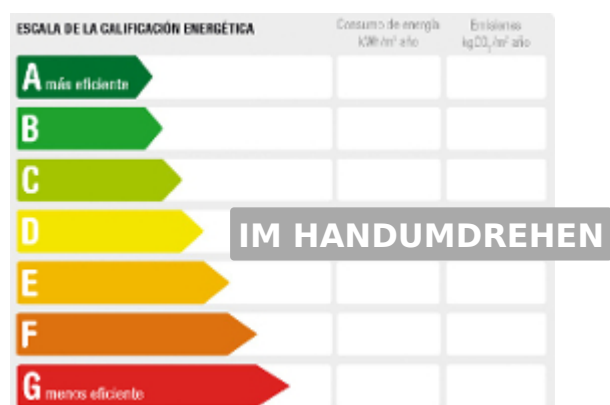 ESCALA DE LA CALIFICACIÓN ENERGÉTICA
Consumo de energía
kWh/m² año
Emisiones
kgCO₂/m² año
A más eficiente
B
C
D
IM HANDUMDREHEN
E
F
G menos eficiente